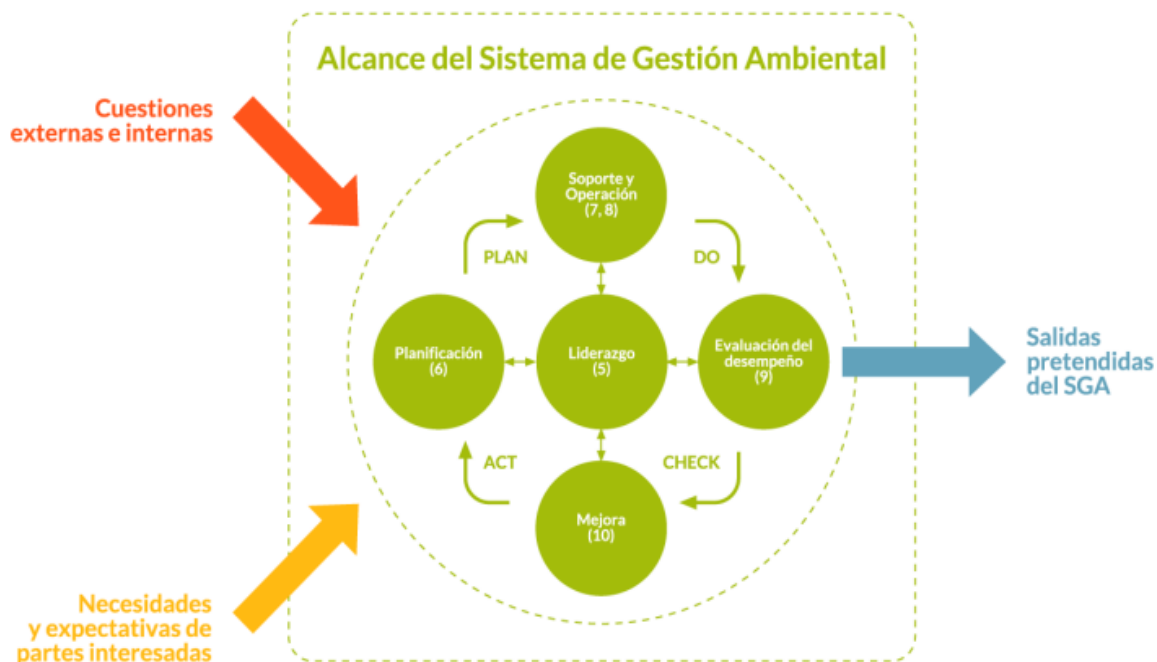 Alcance del Sistema de Gestión Ambiental
Cuestiones
externas e internas
Soporte y
Operación
(7, 8)
PLAN
DO
Planificación
(6)
Liderazgo
(5)
Evaluación del
desempeño
(9)
Salidas
pretendidas
del SGA
ACT
CHECK
Mejora
(10)
Necesidades
y expectativas de
partes interesadas